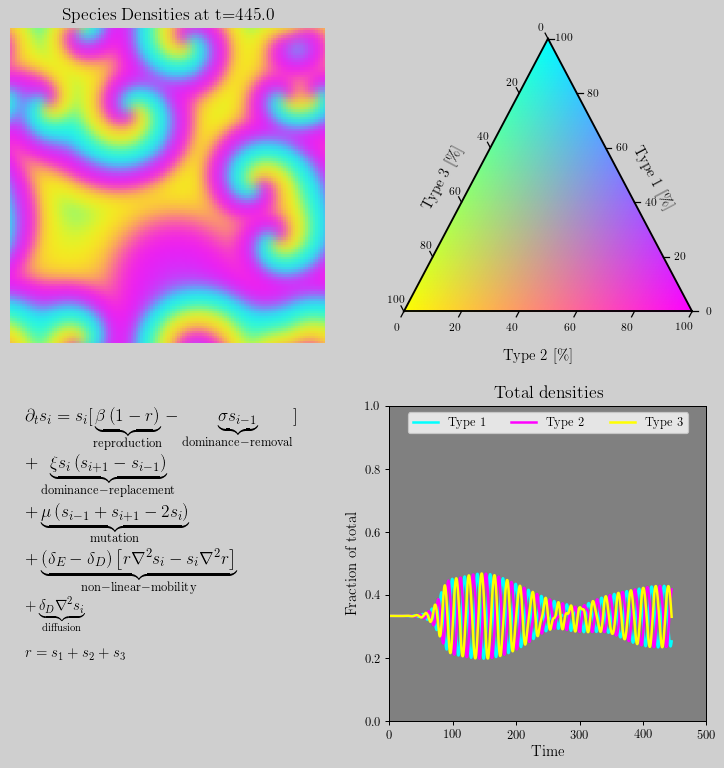 Species Densities at t=445.0
0
100
20
80
40
60
Type 3 [%]
Type 1 [%]
60
40
80
20
100
0
0 20 40 60 80 100
Type 2 [%]
∂ₜsᵢ = sᵢ[β (1 − r) − σsᵢ₋₁ ]
reproduction dominance−removal
+ ξsᵢ (sᵢ₊₁ − sᵢ₋₁)
dominance−replacement
+ μ (sᵢ₋₁ + sᵢ₊₁ − 2sᵢ)
mutation
+ (δ_E − δ_D) [r∇²sᵢ − sᵢ∇²r]
non−linear−mobility
+ δ_D∇²sᵢ
diffusion
r = s₁ + s₂ + s₃
Total densities
Type 1 Type 2 Type 3
1.0
0.8
0.6
0.4
0.2
0.0
Fraction of total
0 100 200 300 400 500
Time